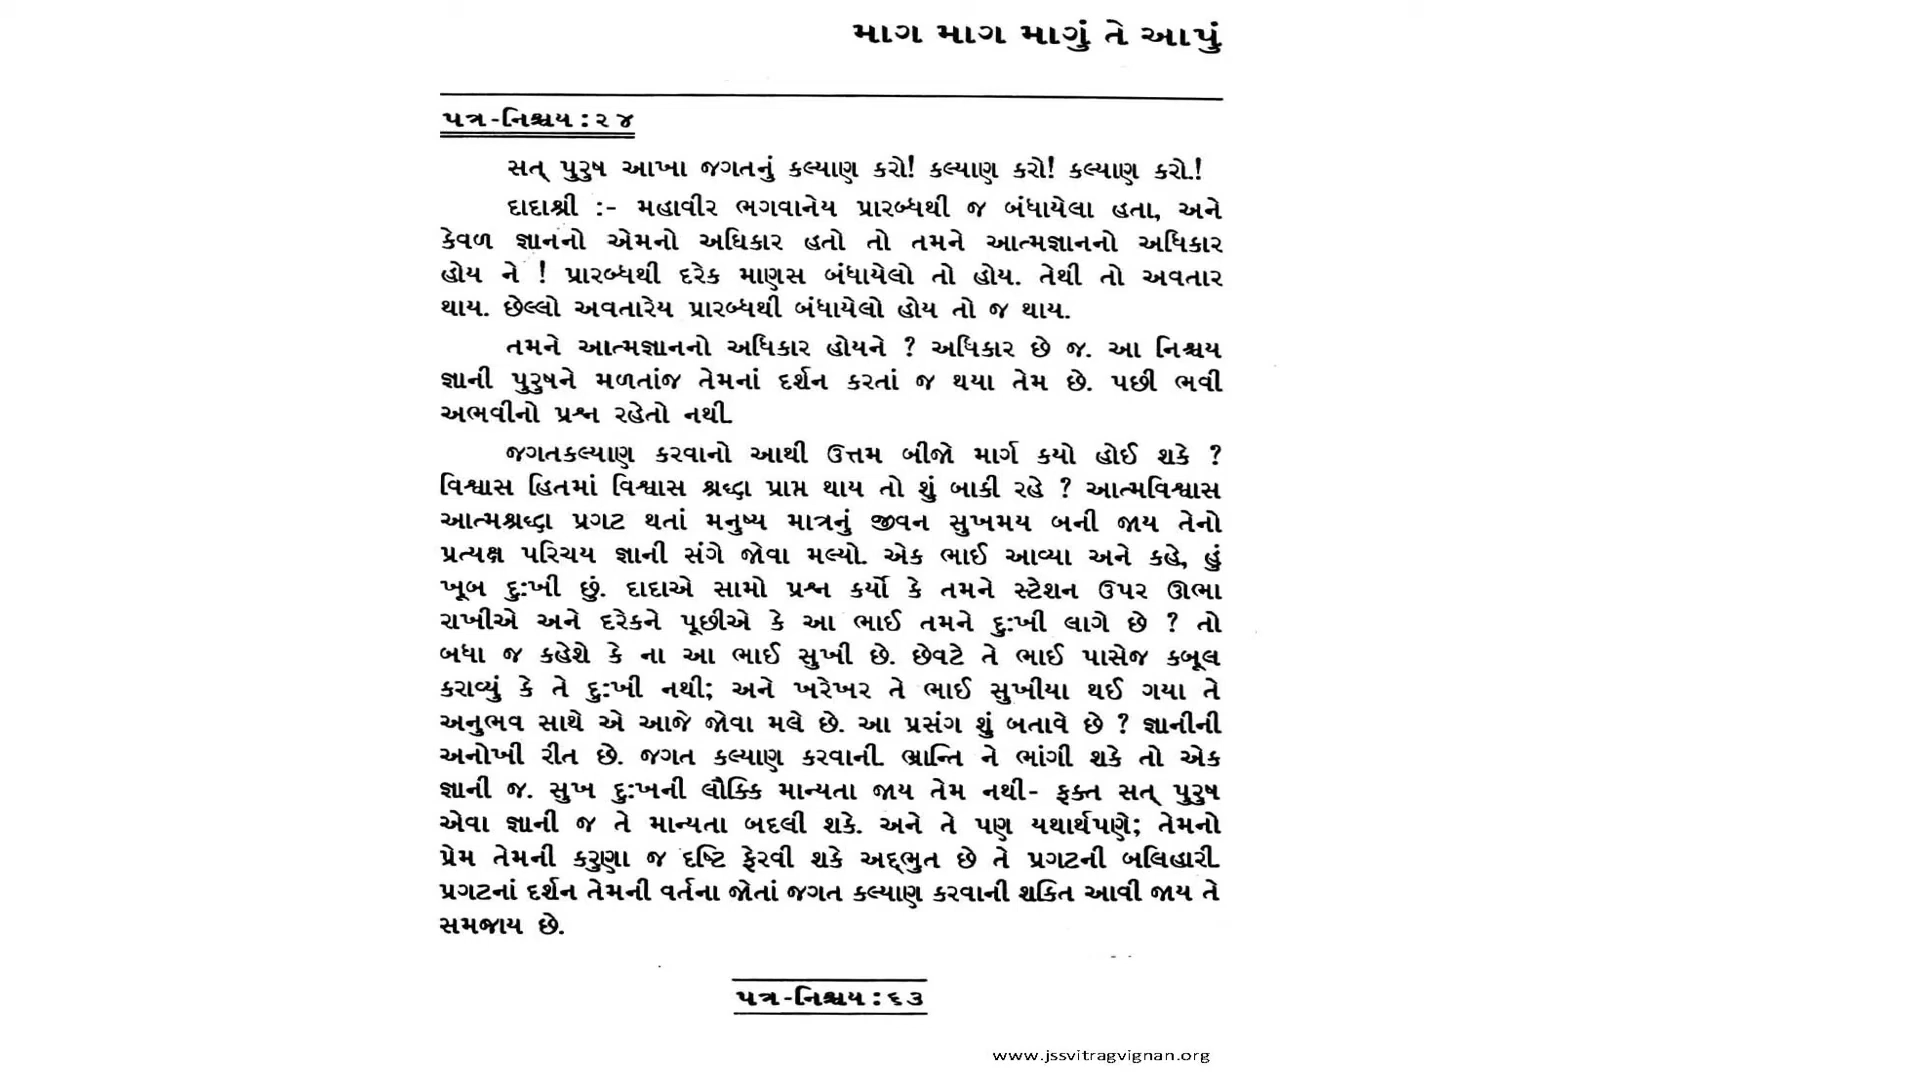 માગ માગ માગું તે આપું
પત્ર-નિશ્ચય : ૨૪
સત્ પુરુષ આખા જગતનું કલ્યાણ કરો! કલ્યાણ કરો! કલ્યાણ કરો.!
દાદાશ્રી :- મહાવીર ભગવાનેય પ્રારબ્ધથી જ બંધાયેલા હતા, અને
કેવળ જ્ઞાનનો એમનો અધિકાર હતો તો તમને આત્મજ્ઞાનનો અધિકાર
હોય ને ! પ્રારબ્ધથી દરેક માણસ બંધાયેલો તો હોય. તેથી તો અવતાર
થાય. છેલ્લો અવતારેય પ્રારબ્ધથી બંધાયેલો હોય તો જ થાય.
તમને આત્મજ્ઞાનનો અધિકાર હોયને ? અધિકાર છે જ. આ નિશ્ચય
જ્ઞાની પુરુષને મળતાંજ તેમનાં દર્શન કરતાં જ થયા તેમ છે. પછી ભવી
અભવીનો પ્રશ્ન રહેતો નથી.
જગતકલ્યાણ કરવાનો આથી ઉત્તમ બીજો માર્ગ કયો હોઈ શકે ?
વિશ્વાસ હિતમાં વિશ્વાસ શ્રદ્ધા પ્રાપ્ત થાય તો શું બાકી રહે ? આત્મવિશ્વાસ
આત્મશ્રદ્ધા પ્રગટ થતાં મનુષ્ય માત્રનું જીવન સુખમય બની જાય તેનો
પ્રત્યક્ષ પરિચય જ્ઞાની સંગે જોવા મલ્યો. એક ભાઈ આવ્યા અને કહે, હું
ખૂબ દુ:ખી છું. દાદાએ સામો પ્રશ્ન કર્યો કે તમને સ્ટેશન ઉપર ઊભા
રાખીએ અને દરેકને પૂછીએ કે આ ભાઈ તમને દુ:ખી લાગે છે ? તો
બધા જ કહેશે કે ના આ ભાઈ સુખી છે. છેવટે તે ભાઈ પાસેજ કબૂલ
કરાવ્યું કે તે દુ:ખી નથી; અને ખરેખર તે ભાઈ સુખીયા થઈ ગયા તે
અનુભવ સાથે એ આજે જોવા મલે છે. આ પ્રસંગ શું બતાવે છે ? જ્ઞાનીની
અનોખી રીત છે. જગત કલ્યાણ કરવાની ભ્રાન્તિ ને ભાંગી શકે તો એક
જ્ઞાની જ. સુખ દુ:ખની લૌક્કિ માન્યતા જાય તેમ નથી- ફક્ત સત્ પુરુષ
એવા જ્ઞાની જ તે માન્યતા બદલી શકે. અને તે પણ યથાર્થપણે; તેમનો
પ્રેમ તેમની કરુણા જ દષ્ટિ ફેરવી શકે અદ્ભુત છે તે પ્રગટની બલિહારી.
પ્રગટનાં દર્શન તેમની વર્તના જોતાં જગત કલ્યાણ કરવાની શકિત આવી જાય તે
સમજાય છે.
પત્ર-નિશ્ચય : ૬૩
www.jssvitragvignan.org